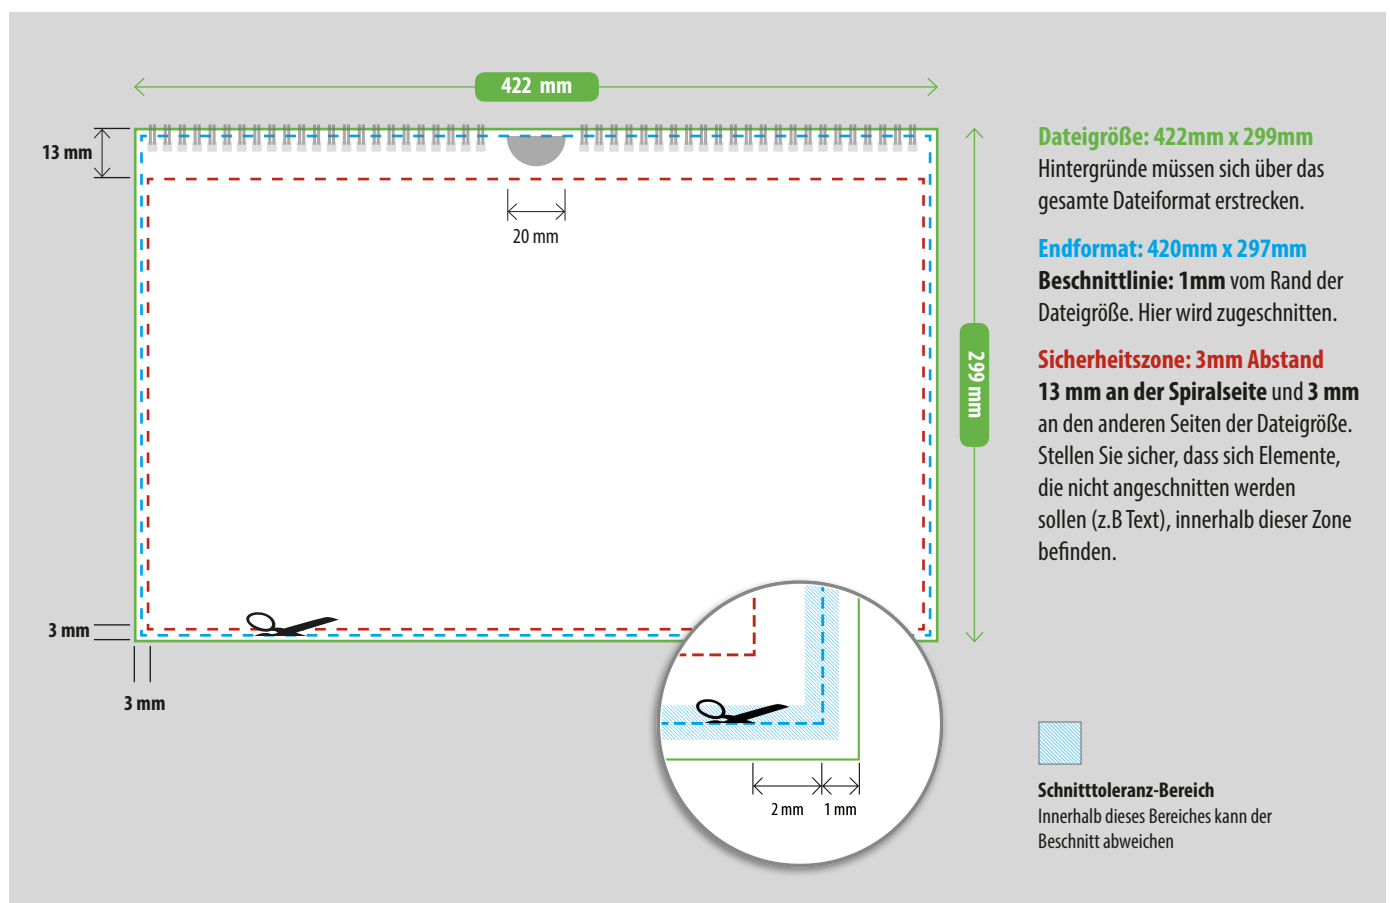 422 mm
13 mm
20 mm
299 mm
3 mm
3 mm
2 mm
1 mm
Dateigröße: 422mm x 299mm
Hintergründe müssen sich über das
gesamte Dateiformat erstrecken.
Endformat: 420mm x 297mm
Beschnittlinie: 1mm vom Rand der
Dateigröße. Hier wird zugeschnitten.
Sicherheitszone: 3mm Abstand
13 mm an der Spiralseite und 3 mm
an den anderen Seiten der Dateigröße.
Stellen Sie sicher, dass sich Elemente,
die nicht angeschnitten werden
sollen (z.B Text), innerhalb dieser Zone
befinden.
Schnitttoleranz-Bereich
Innerhalb dieses Bereiches kann der
Beschnitt abweichen